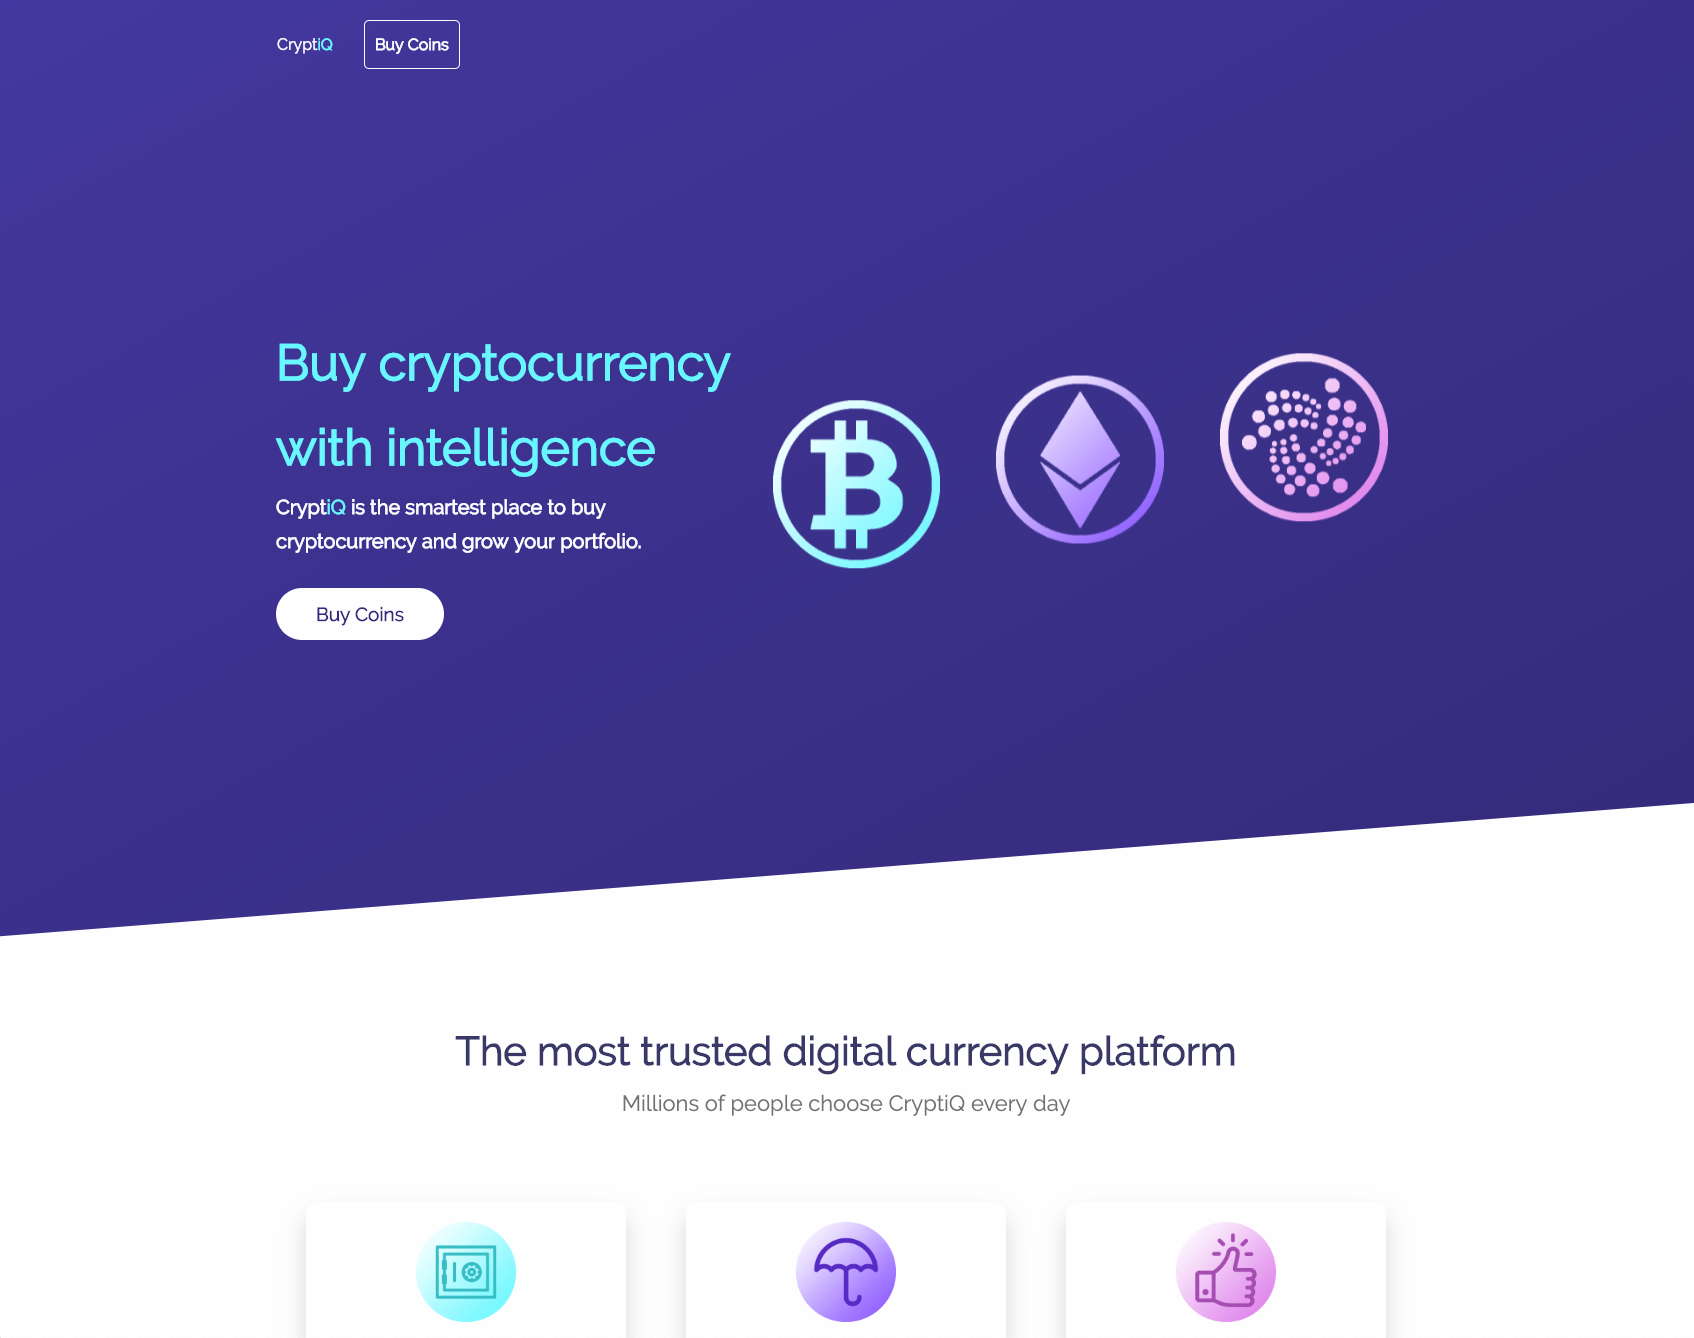 CryptiQ
Buy Coins
Buy cryptocurrency
with intelligence
CryptiQ is the smartest place to buy
cryptocurrency and grow your portfolio.
Buy Coins
The most trusted digital currency platform
Millions of people choose CryptiQ every day